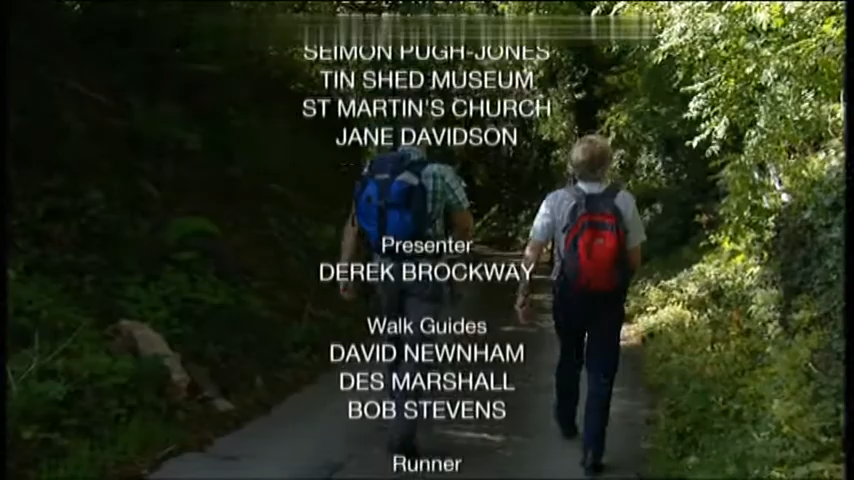 SEIMON PUGH-JONES
TIN SHED MUSEUM
ST MARTIN'S CHURCH
JANE DAVIDSON
Presenter
DEREK BROCKWAY
Walk Guides
DAVID NEWNHAM
DES MARSHALL
BOB STEVENS
Runner